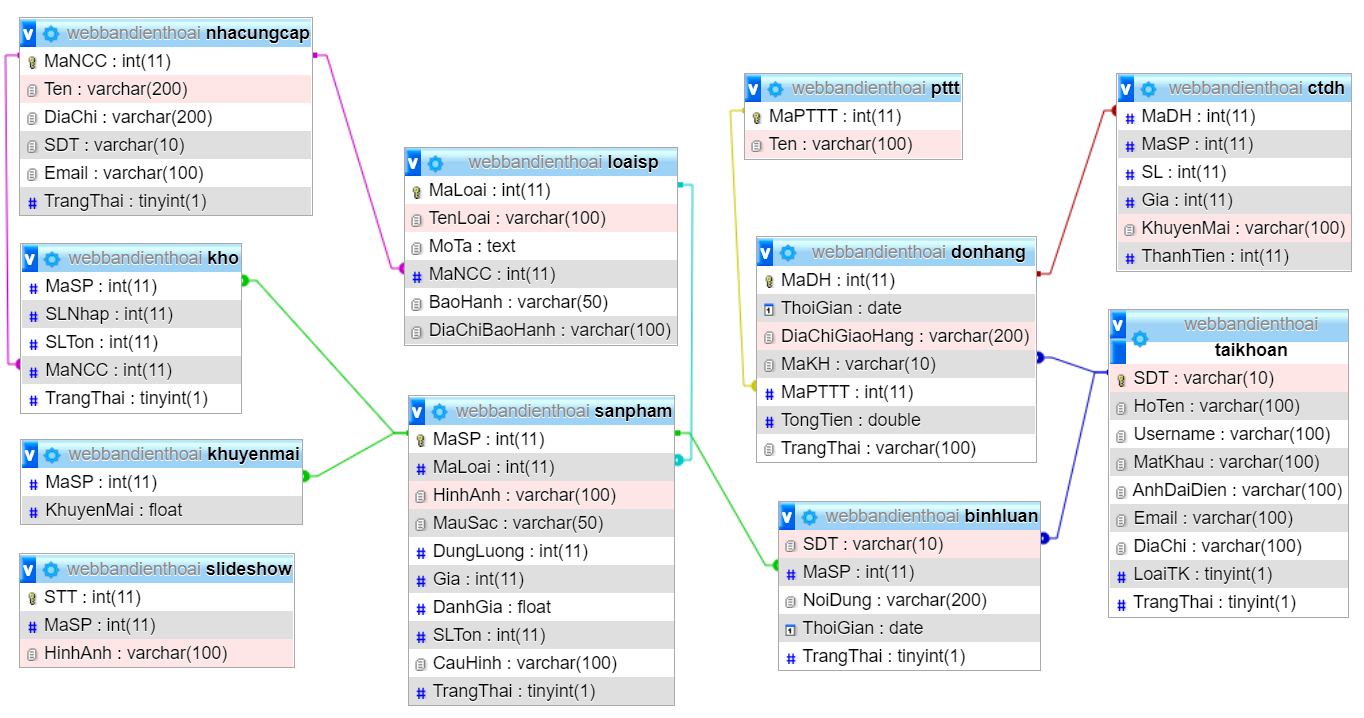 webbandienthoai nhacungcap
MaNCC : int(11)
Ten : varchar(200)
DiaChi : varchar(200)
SDT : varchar(10)
Email : varchar(100)
TrangThai : tinyint(1)
webbandienthoai kho
MaSP : int(11)
SLNhap : int(11)
SLTon : int(11)
MaNCC : int(11)
TrangThai : tinyint(1)
webbandienthoai khuyenmai
MaSP : int(11)
KhuyenMai : float
webbandienthoai slideshow
STT : int(11)
MaSP : int(11)
HinhAnh : varchar(100)
webbandienthoai loaisp
MaLoai : int(11)
TenLoai : varchar(100)
MoTa : text
MaNCC : int(11)
BaoHanh : varchar(50)
DiaChiBaoHanh : varchar(100)
webbandienthoai sanpham
MaSP : int(11)
MaLoai : int(11)
HinhAnh : varchar(100)
MauSac : varchar(50)
DungLuong : int(11)
Gia : int(11)
DanhGia : float
SLTon : int(11)
CauHinh : varchar(100)
TrangThai : tinyint(1)
webbandienthoai pttt
MaPTTT : int(11)
Ten : varchar(100)
webbandienthoai donhang
MaDH : int(11)
ThoiGian : date
DiaChiGiaoHang : varchar(200)
MaKH : varchar(10)
MaPTTT : int(11)
TongTien : double
TrangThai : varchar(100)
webbandienthoai binhluan
SDT : varchar(10)
MaSP : int(11)
NoiDung : varchar(200)
ThoiGian : date
TrangThai : tinyint(1)
webbandienthoai ctdh
MaDH : int(11)
MaSP : int(11)
SL : int(11)
Gia : int(11)
KhuyenMai : varchar(100)
ThanhTien : int(11)
webbandienthoai
taikhoan
SDT : varchar(10)
HoTen : varchar(100)
Username : varchar(100)
MatKhau : varchar(100)
AnhDaiDien : varchar(100)
Email : varchar(100)
DiaChi : varchar(100)
LoaiTK : tinyint(1)
TrangThai : tinyint(1)